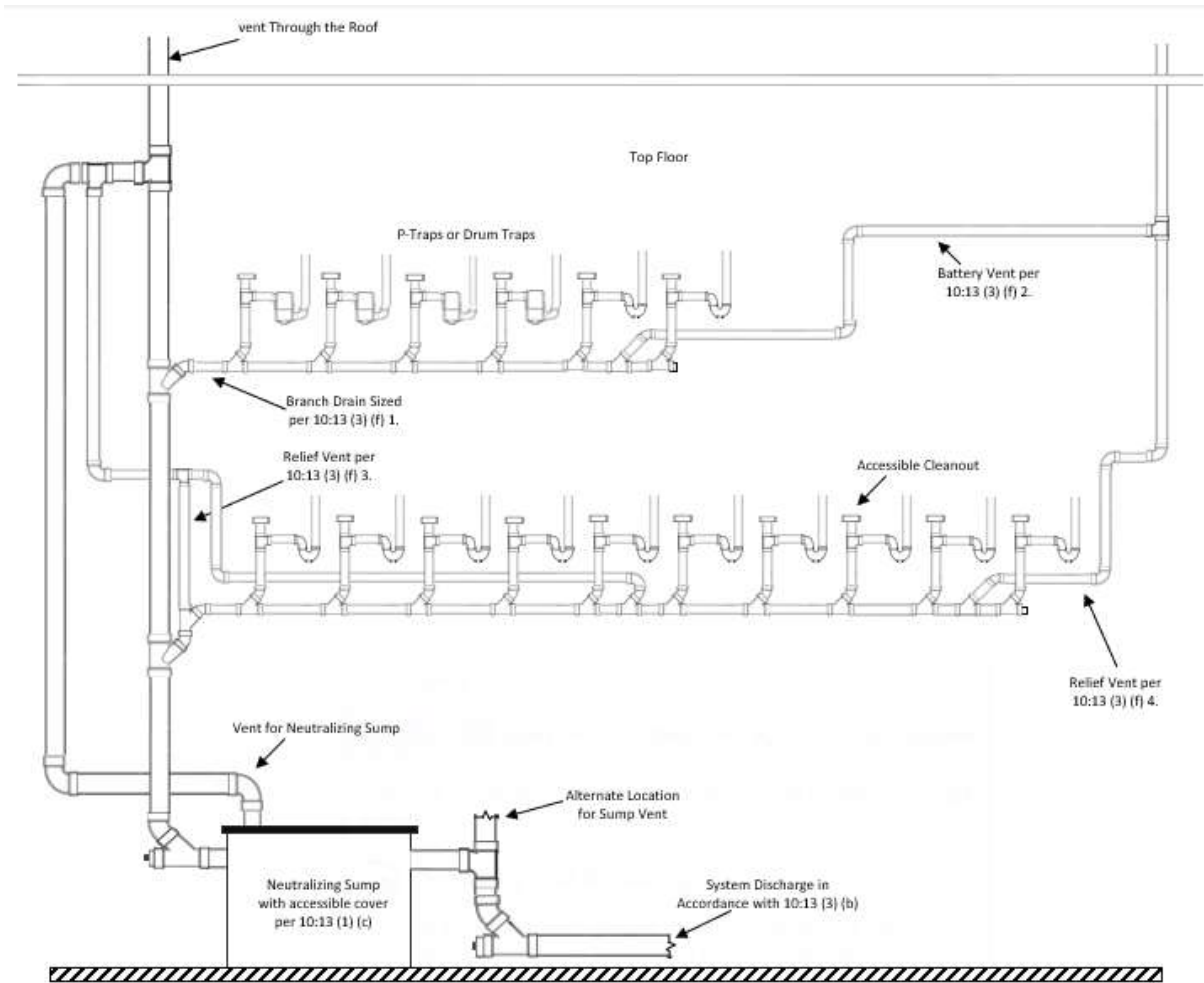 vent Through the Roof
Top Floor
P-Traps or Drum Traps
Battery Vent per
10:13 (3) (f) 2.
Branch Drain Sized
per 10:13 (3) (f) 1.
Relief Vent per
10:13 (3) (f) 3.
Accessible Cleanout
Relief Vent per
10:13 (3) (f) 4.
Vent for Neutralizing Sump
Alternate Location
for Sump Vent
Neutralizing Sump
with accessible cover
per 10:13 (1) (c)
System Discharge in
Accordance with 10:13 (3) (b)